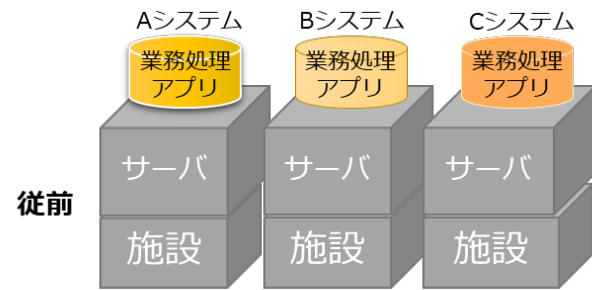 Aシステム
Bシステム
Cシステム
業務処理
アプリ
業務処理
アプリ
業務処理
アプリ
サーバ
サーバ
サーバ
従前
施設
施設
施設